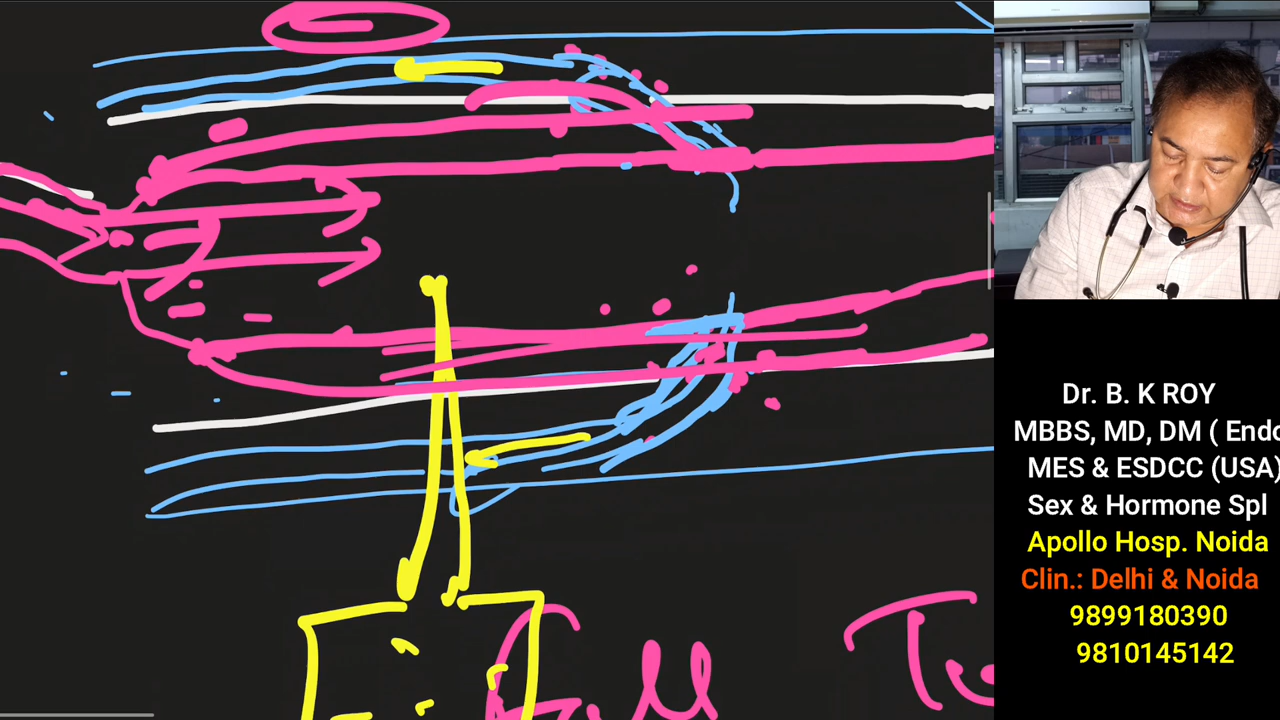 Dr. B. K ROY
MBBS, MD, DM ( Endo
MES & ESDCC (USA)
Sex & Hormone Spl
Apollo Hosp. Noida
Clin.: Delhi & Noida
9899180390
9810145142